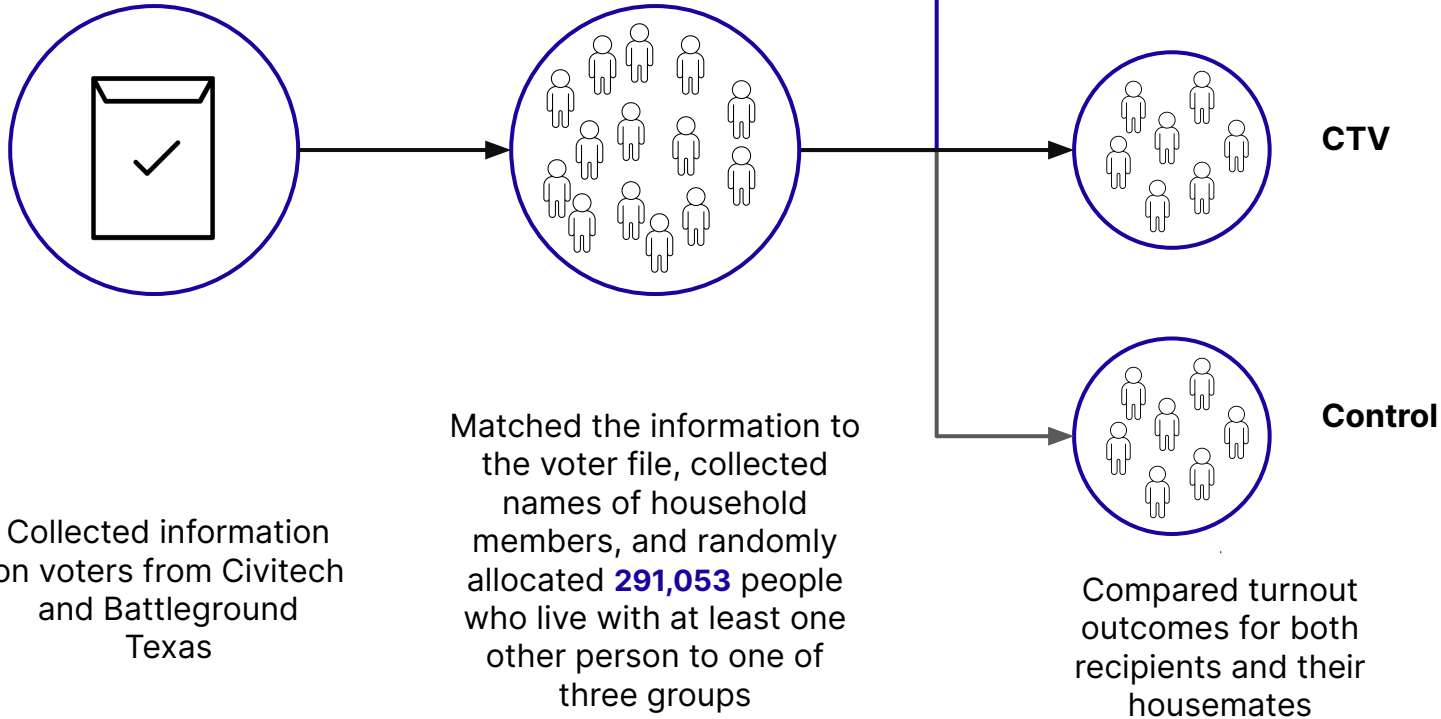 CTV
Control
Collected information
on voters from Civitech
and Battleground
Texas
Matched the information to
the voter file, collected
names of household
members, and randomly
allocated 291,053 people
who live with at least one
other person to one of
three groups
Compared turnout
outcomes for both
recipients and their
housemates